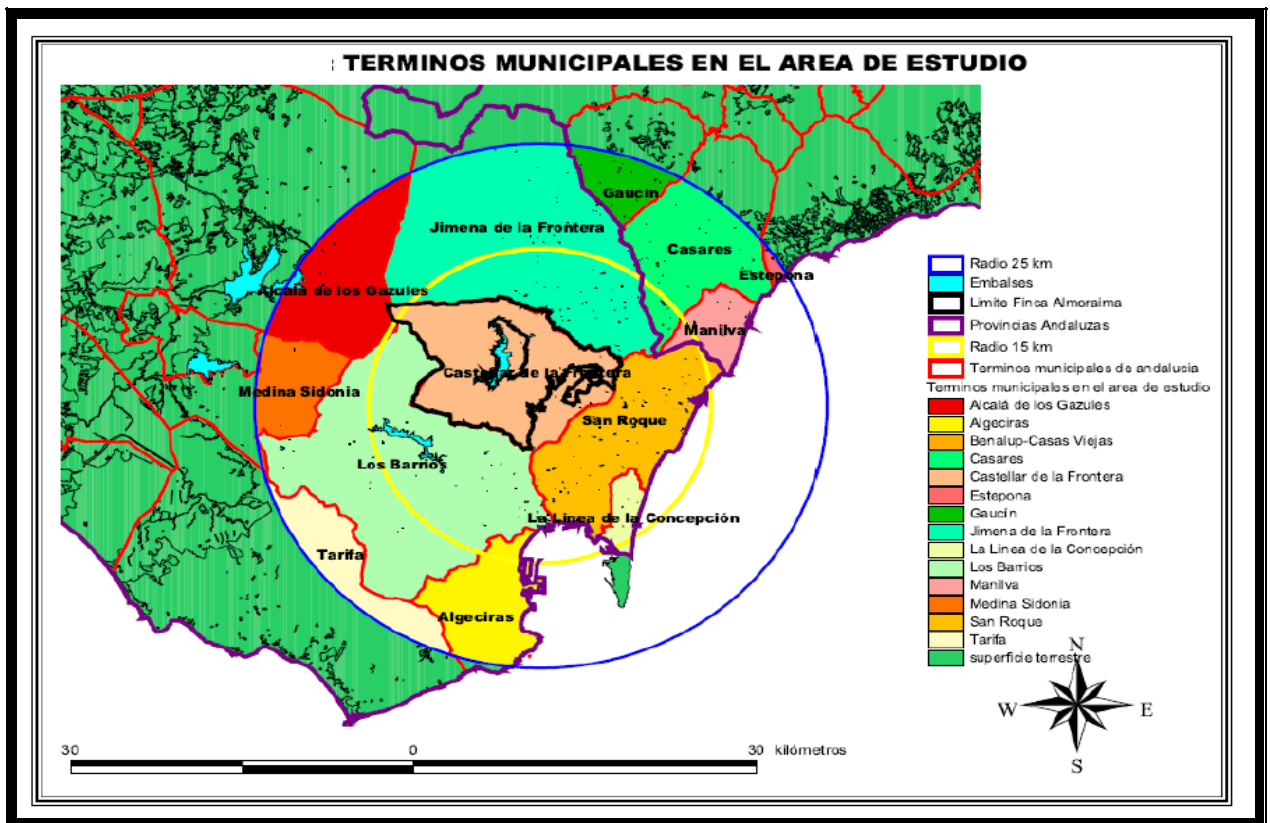 : TERMINOS MUNICIPALES EN EL AREA DE ESTUDIO
Gaucín
Jimena de la Frontera
Casares
Estepona
Alcalá de los Gazules
Manilva
Castellar de la Frontera
Medina Sidonia
San Roque
Los Barrios
La Linea de la Concepción
Tarifa
Algeciras
Radio 25 km
Embalses
Limite Finca Almoraima
Provincias Andaluzas
Radio 15 km
Terminos municipales de andalucia
Terminos municipales en el area de estudio
Alcalá de los Gazules
Algeciras
Benalup-Casas Viejas
Casares
Castellar de la Frontera
Estepona
Gaucín
Jimena de la Frontera
La Linea de la Concepción
Los Barrios
Manilva
Medina Sidonia
San Roque
Tarifa
superficie terrestre
N
W E
S
30 0 30 kilómetros